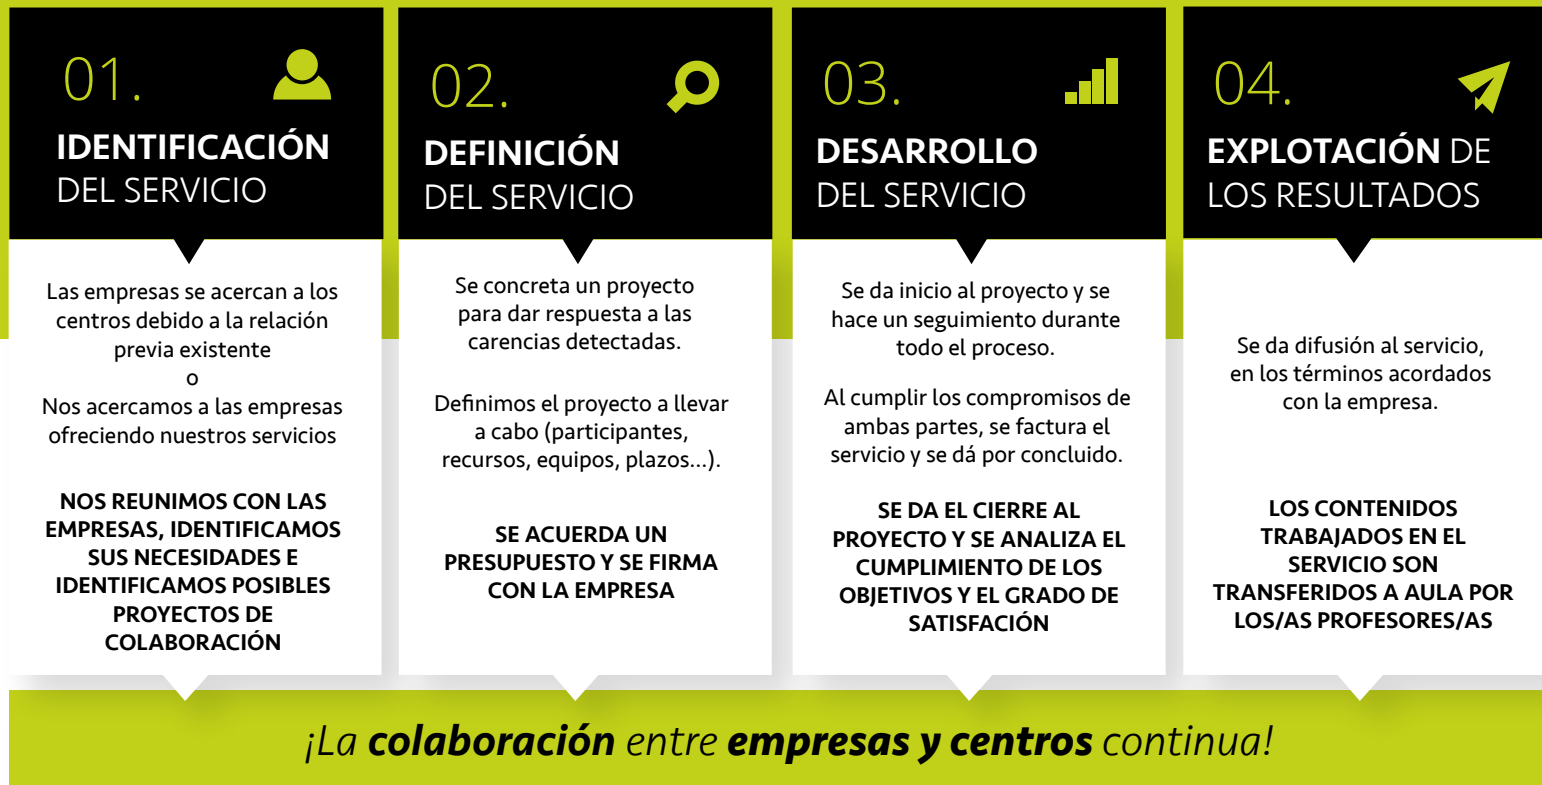 01.
IDENTIFICACIÓN
DEL SERVICIO
Las empresas se acercan a los
centros debido a la relación
previa existente
o
Nos acercamos a las empresas
ofreciendo nuestros servicios
NOS REUNIMOS CON LAS
EMPRESAS, IDENTIFICAMOS
SUS NECESIDADES E
IDENTIFICAMOS POSIBLES
PROYECTOS DE
COLABORACIÓN
02.
DEFINICIÓN
DEL SERVICIO
Se concreta un proyecto
para dar respuesta a las
carencias detectadas.
Definimos el proyecto a llevar
a cabo (participantes,
recursos, equipos, plazos...).
SE ACUERDA UN
PRESUPUESTO Y SE FIRMA
CON LA EMPRESA
03.
DESARROLLO
DEL SERVICIO
Se da inicio al proyecto y se
hace un seguimiento durante
todo el proceso.
Al cumplir los compromisos de
ambas partes, se factura el
servicio y se dá por concluido.
SE DA EL CIERRE AL
PROYECTO Y SE ANALIZA EL
CUMPLIMIENTO DE LOS
OBJETIVOS Y EL GRADO DE
SATISFACCIÓN
04.
EXPLOTACIÓN DE
LOS RESULTADOS
Se da difusión al servicio,
en los términos acordados
con la empresa.
LOS CONTENIDOS
TRABAJADOS EN EL
SERVICIO SON
TRANSFERIDOS A AULA POR
LOS/AS PROFESORES/AS
¡La colaboración entre empresas y centros continua!